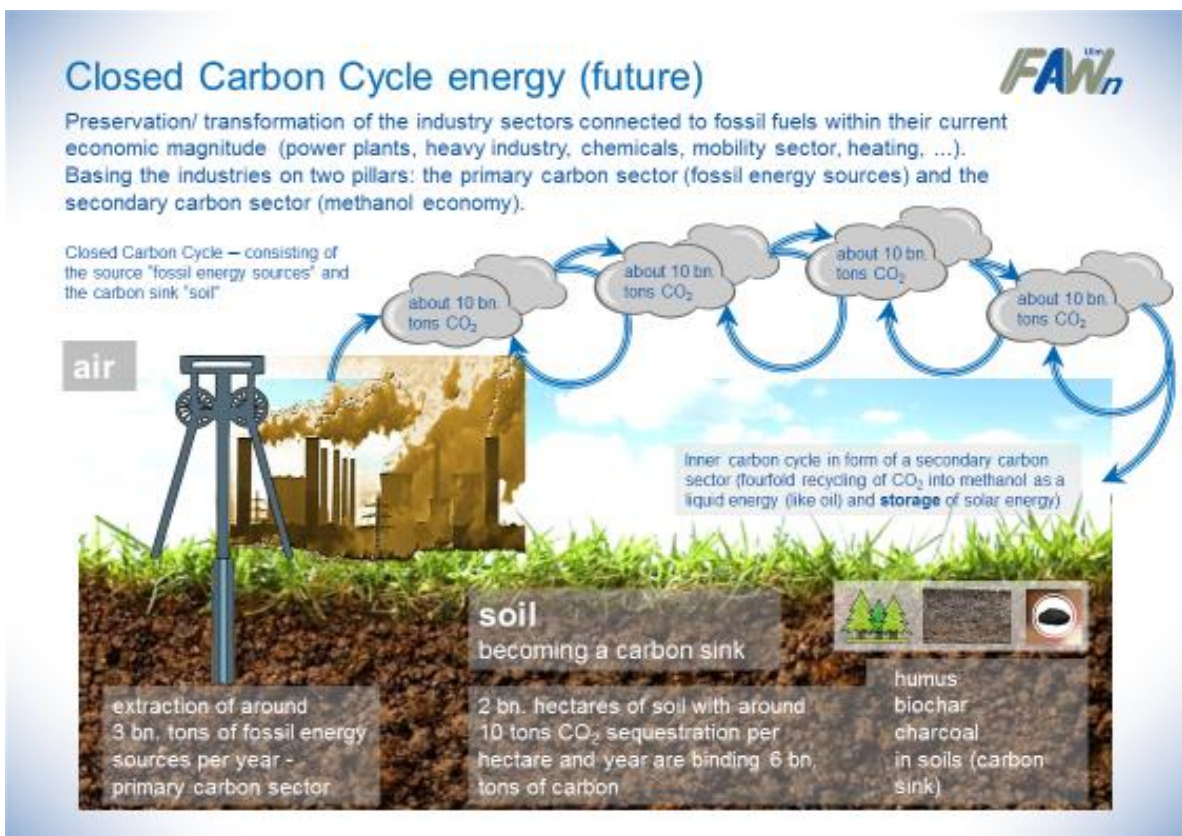 Closed Carbon Cycle energy (future)
Ulm
FAWn
Preservation/ transformation of the industry sectors connected to fossil fuels within their current
economic magnitude (power plants, heavy industry, chemicals, mobility sector, heating, ...).
Basing the industries on two pillars: the primary carbon sector (fossil energy sources) and the
secondary carbon sector (methanol economy).
Closed Carbon Cycle – consisting of
the source "fossil energy sources" and
the carbon sink "soil"
about 10 bn.
tons CO₂
about 10 bn.
tons CO₂
about 10 bn.
tons CO₂
about 10 bn.
tons CO₂
air
Inner carbon cycle in form of a secondary carbon
sector (fourfold recycling of CO₂ into methanol as a
liquid energy (like oil) and storage of solar energy)
soil
becoming a carbon sink
extraction of around
3 bn. tons of fossil energy
sources per year -
primary carbon sector
2 bn. hectares of soil with around
10 tons CO₂ sequestration per
hectare and year are binding 6 bn.
tons of carbon
humus
biochar
charcoal
in soils (carbon
sink)